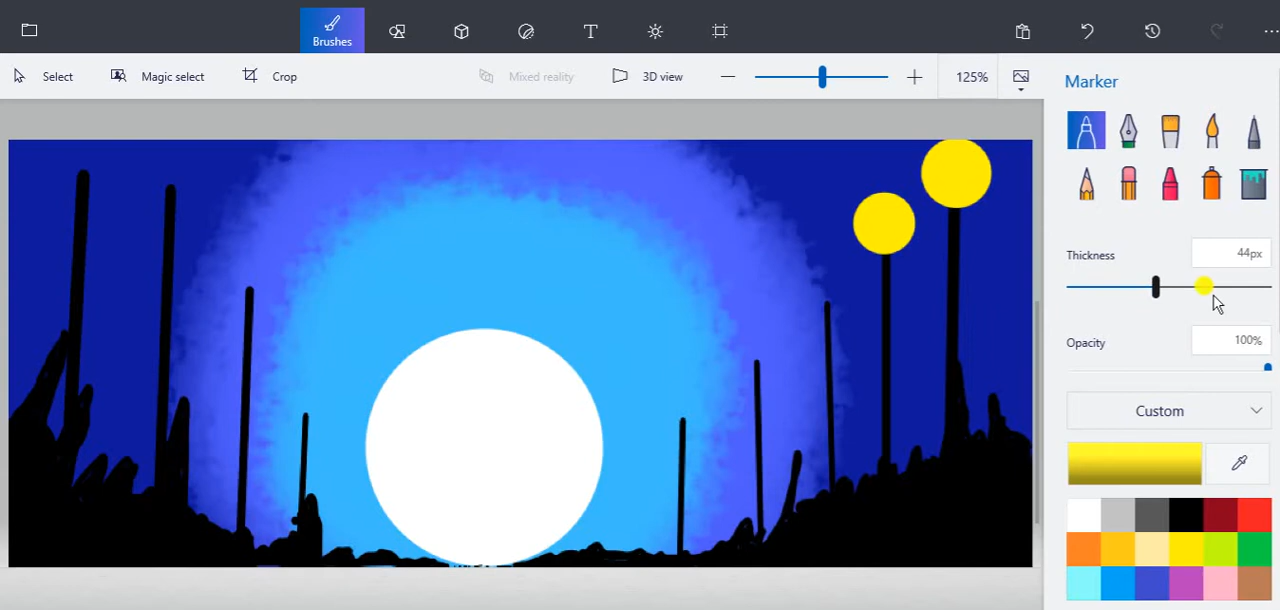 Brushes
T
Select
Magic select
Crop
Mixed reality
3D view
125%
Marker
Thickness
44px
Opacity
100%
Custom